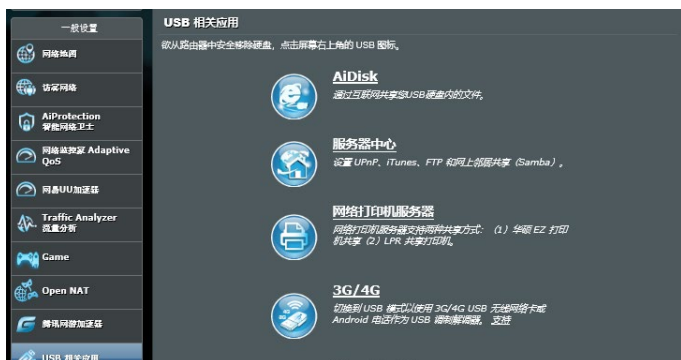 一般设置
网络地图
访客网络
AiProtection
智能网络卫士
网络监控家 Adaptive
QoS
网易UU加速器
Traffic Analyzer
流量分析
Game
Open NAT
腾讯网游加速器
USB 相关应用
USB 相关应用
欲从路由器中安全移除硬盘，点击屏幕右上角的 USB 图标。
AiDisk
通过互联网共享您USB硬盘内的文件。
服务器中心
设置 UPnP、iTunes、FTP 和网上邻居共享（Samba）。
网络打印机服务器
网络打印机服务器支持两种共享方式：（1）华硕 EZ 打印
机共享（2）LPR 共享打印机。
3G/4G
切换到 USB 模式以使用 3G/4G USB 无线网络卡或
Android 电话作为 USB 调制解调器。 支持